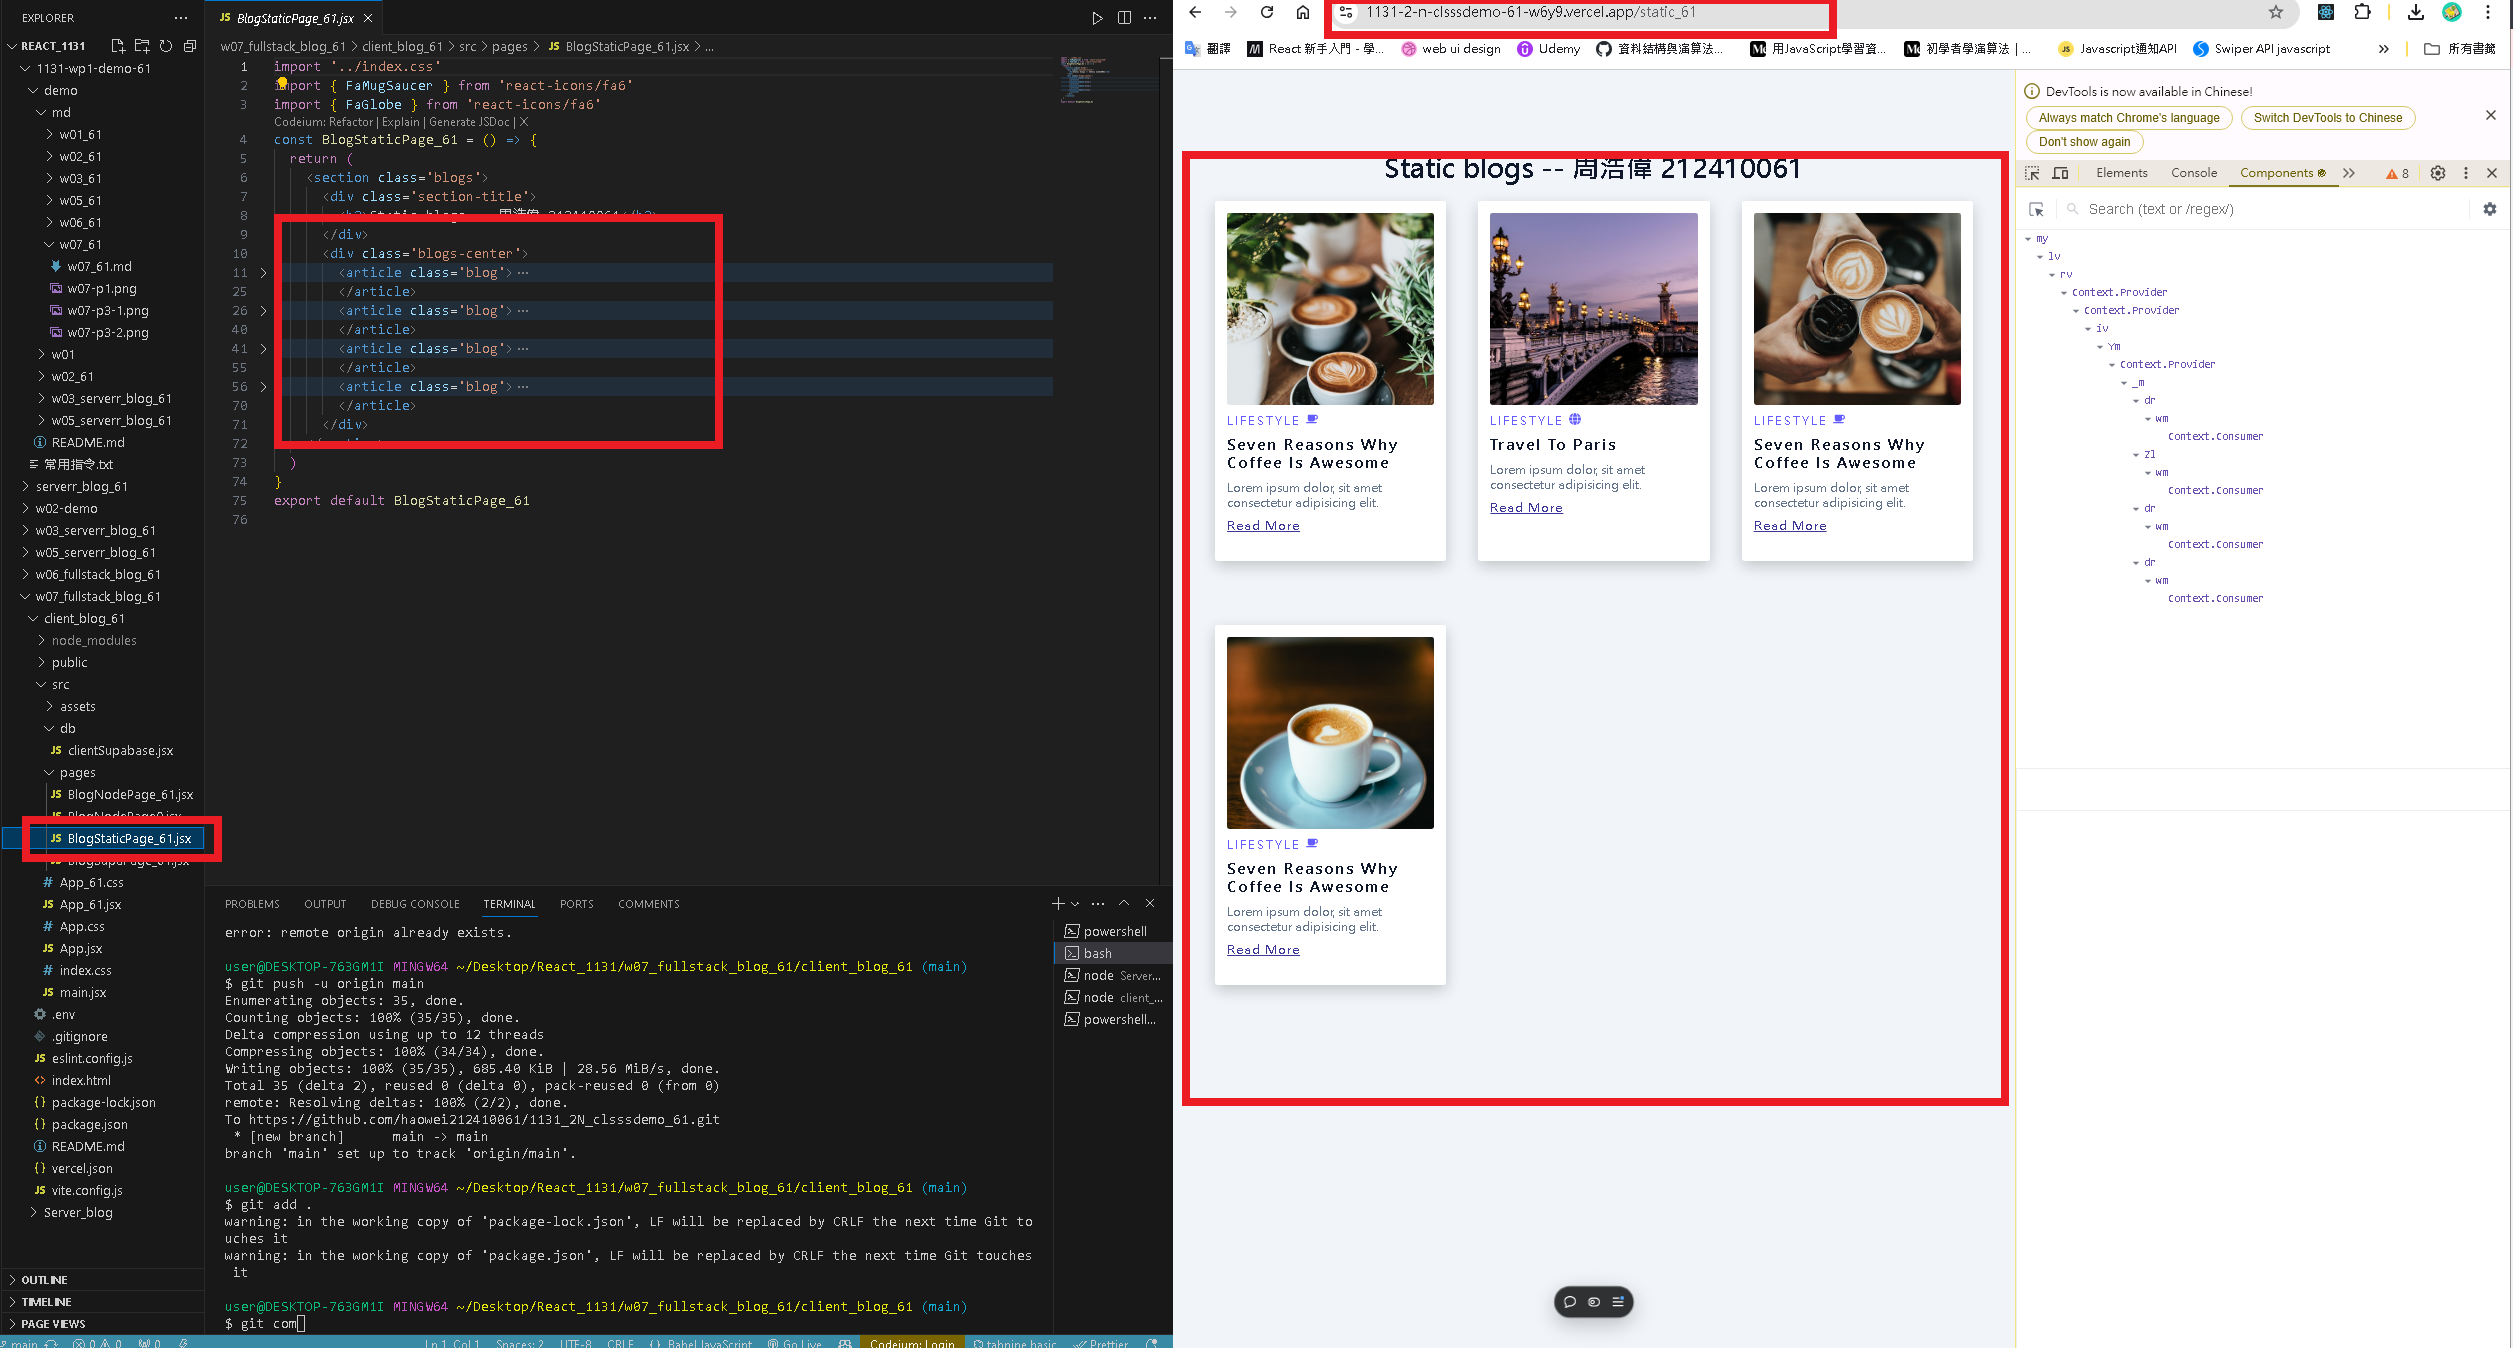 EXPLORER
REACT_1131
1131-wp1-demo-61
demo
md
w01_61
w02_61
w03_61
w05_61
w06_61
w07_61
w07_61.md
w07-p1.png
w07-p3-1.png
w07-p3-2.png
w01
w02_61
w03_serverr_blog_61
w05_serverr_blog_61
README.md
常用指令.txt
serverr_blog_61
w02-demo
w03_serverr_blog_61
w05_serverr_blog_61
w06_fullstack_blog_61
w07_fullstack_blog_61
client_blog_61
node_modules
public
src
assets
db
clientSupabase.jsx
pages
BlogNodePage_61.jsx
BlogStaticPage_61.jsx
App_61.css
App_61.jsx
App.css
App.jsx
index.css
main.jsx
.env
.gitignore
eslint.config.js
index.html
package-lock.json
package.json
README.md
vercel.json
vite.config.js
Server_blog
OUTLINE
TIMELINE
PAGE VIEWS
JS BlogStaticPage_61.jsx
w07_fullstack_blog_61 > client_blog_61 > src > pages > JS BlogStaticPage_61.jsx > ...
1 import '../index.css'
2 import { FaMugSaucer } from 'react-icons/fa6'
3 import { FaGlobe } from 'react-icons/fa6'
Codeium: Refactor | Explain | Generate JSDoc | X
4 const BlogStaticPage_61 = () => {
5 return (
6 <section class='blogs'>
7 <div class='section-title'>
8 <h2>Static blogs -- 周浩偉 212410061</h2>
9 </div>
10 <div class='blogs-center'>
11 <article class='blog'> ...
25 </article>
26 <article class='blog'> ...
40 </article>
41 <article class='blog'> ...
55 </article>
56 <article class='blog'> ...
70 </article>
71 </div>
72
73 )
74 }
75 export default BlogStaticPage_61
76
PROBLEMS OUTPUT DEBUG CONSOLE TERMINAL PORTS COMMENTS
error: remote origin already exists.
user@DESKTOP-763GM1I MINGW64 ~/Desktop/React_1131/w07_fullstack_blog_61/client_blog_61 (main)
$ git push -u origin main
Enumerating objects: 35, done.
Counting objects: 100% (35/35), done.
Delta compression using up to 12 threads
Compressing objects: 100% (34/34), done.
Writing objects: 100% (35/35), 685.40 KiB | 28.56 MiB/s, done.
Total 35 (delta 2), reused 0 (delta 0), pack-reused 0 (from 0)
remote: Resolving deltas: 100% (2/2), done.
To https://github.com/haowei212410061/1131_2N_clsssdemo_61.git
* [new branch] main -> main
branch 'main' set up to track 'origin/main'.
user@DESKTOP-763GM1I MINGW64 ~/Desktop/React_1131/w07_fullstack_blog_61/client_blog_61 (main)
$ git add .
warning: in the working copy of 'package-lock.json', LF will be replaced by CRLF the next time Git to
uches it
warning: in the working copy of 'package.json', LF will be replaced by CRLF the next time Git touches
it
user@DESKTOP-763GM1I MINGW64 ~/Desktop/React_1131/w07_fullstack_blog_61/client_blog_61 (main)
$ git com
powershell
bash
node Server...
node client_...
powershell...
main 0 0 0 Ln 1, Col 1 Spaces: 2 UTF-8 CRLF {} Babel JavaScript Go Live Codeium: Login tabnine basic Prettier
1131-2-n-clsssdemo-61-w6y9.vercel.app/static_61
翻譯
React 新手入門 - 學...
web ui design
Udemy
資料結構與演算法...
用JavaScript學習資...
初學者學演算法 | ...
Javascript通知API
Swiper API javascript
所有書籤
Static blogs -- 周浩偉 212410061
LIFESTYLE
Seven Reasons Why
Coffee Is Awesome
Lorem ipsum dolor, sit amet
consectetur adipisicing elit.
Read More
LIFESTYLE
Travel To Paris
Lorem ipsum dolor, sit amet
consectetur adipisicing elit.
Read More
LIFESTYLE
Seven Reasons Why
Coffee Is Awesome
Lorem ipsum dolor, sit amet
consectetur adipisicing elit.
Read More
LIFESTYLE
Seven Reasons Why
Coffee Is Awesome
Lorem ipsum dolor, sit amet
consectetur adipisicing elit.
Read More
DevTools is now available in Chinese!
Always match Chrome's language
Switch DevTools to Chinese
Don't show again
Elements Console Components 8
Search (text or /regex/)
my
lv
rv
Context.Provider
Context.Provider
iv
Ym
Context.Provider
_m
dr
wm
Context.Consumer
Zl
wm
Context.Consumer
dr
wm
Context.Consumer
dr
wm
Context.Consumer